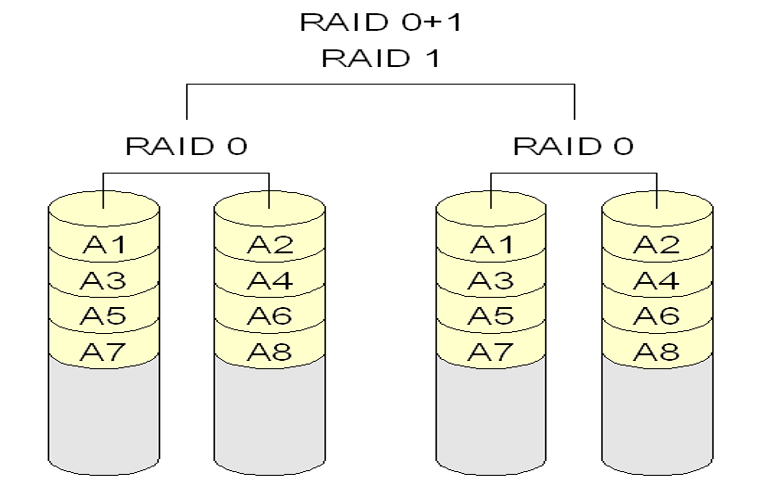 RAID 0+1
RAID 1
RAID 0 RAID 0
A1 A2 A1 A2
A3 A4 A3 A4
A5 A6 A5 A6
A7 A8 A7 A8